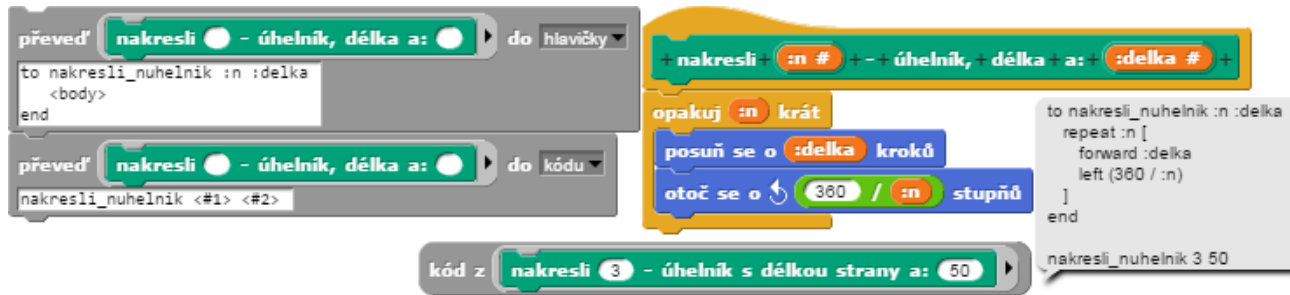 převeď nakresli - úhelník, délka a: do hlavičky
to nakresli_nuhelnik :n :delka
<body>
end
převeď nakresli - úhelník, délka a: do kódu
nakresli_nuhelnik <#1> <#2>
+ nakresli + :n # + - + úhelník, + délka + a: + :delka # +
opakuj :n krát
posuň se o :delka kroků
otoč se o 360 / :n stupňů
to nakresli_nuhelnik :n :delka
repeat :n [
forward :delka
left (360 / :n)
]
end
nakresli_nuhelnik 3 50
kód z nakresli 3 - úhelník s délkou strany a: 50